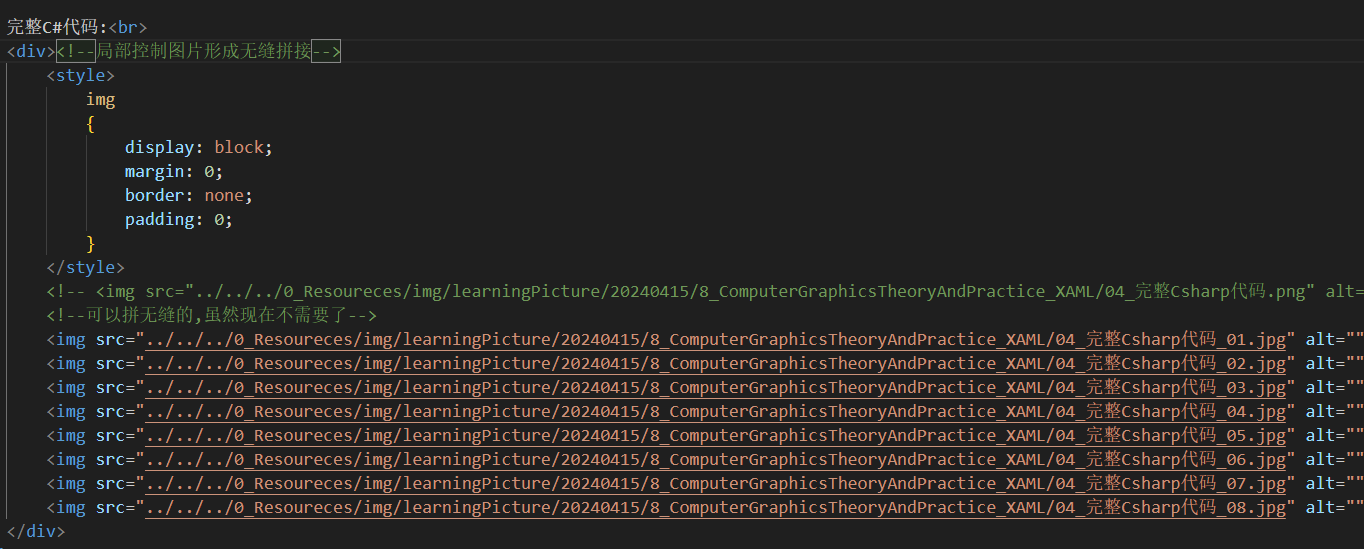 完整C#代码:<br>
<div><!--局部控制图片形成无缝拼接-->
<style>
img
{
display: block;
margin: 0;
border: none;
padding: 0;
}
</style>
<!-- <img src="../../../0_Resoureces/img/learningPicture/20240415/8_ComputerGraphicsTheoryAndPractice_XAML/04_完整Csharp代码.png" alt=
<!--可以拼无缝的,虽然现在不需要了-->
<img src="../../../0_Resoureces/img/learningPicture/20240415/8_ComputerGraphicsTheoryAndPractice_XAML/04_完整Csharp代码_01.jpg" alt=""
<img src="../../../0_Resoureces/img/learningPicture/20240415/8_ComputerGraphicsTheoryAndPractice_XAML/04_完整Csharp代码_02.jpg" alt=""
<img src="../../../0_Resoureces/img/learningPicture/20240415/8_ComputerGraphicsTheoryAndPractice_XAML/04_完整Csharp代码_03.jpg" alt=""
<img src="../../../0_Resoureces/img/learningPicture/20240415/8_ComputerGraphicsTheoryAndPractice_XAML/04_完整Csharp代码_04.jpg" alt=""
<img src="../../../0_Resoureces/img/learningPicture/20240415/8_ComputerGraphicsTheoryAndPractice_XAML/04_完整Csharp代码_05.jpg" alt=""
<img src="../../../0_Resoureces/img/learningPicture/20240415/8_ComputerGraphicsTheoryAndPractice_XAML/04_完整Csharp代码_06.jpg" alt=""
<img src="../../../0_Resoureces/img/learningPicture/20240415/8_ComputerGraphicsTheoryAndPractice_XAML/04_完整Csharp代码_07.jpg" alt=""
<img src="../../../0_Resoureces/img/learningPicture/20240415/8_ComputerGraphicsTheoryAndPractice_XAML/04_完整Csharp代码_08.jpg" alt=""
</div>